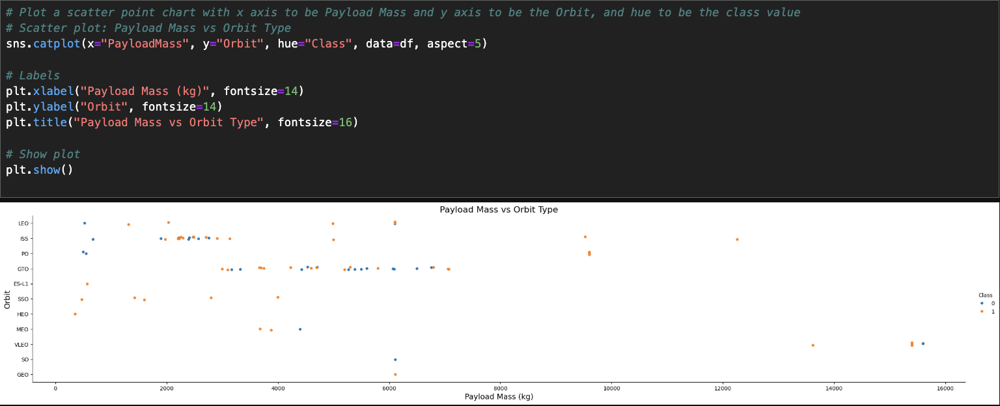 # Plot a scatter point chart with x axis to be Payload Mass and y axis to be the Orbit, and hue to be the class value
# Scatter plot: Payload Mass vs Orbit Type
sns.catplot(x="PayloadMass", y="Orbit", hue="Class", data=df, aspect=5)
# Labels
plt.xlabel("Payload Mass (kg)", fontsize=14)
plt.ylabel("Orbit", fontsize=14)
plt.title("Payload Mass vs Orbit Type", fontsize=16)
# Show plot
plt.show()
Payload Mass vs Orbit Type
LEO
ISS
PO
GTO
ES-L1
SSO
HEO
MEO
VLEO
SO
GEO
Orbit
Class
0
1
0 2000 4000 6000 8000 10000 12000 14000 16000
Payload Mass (kg)